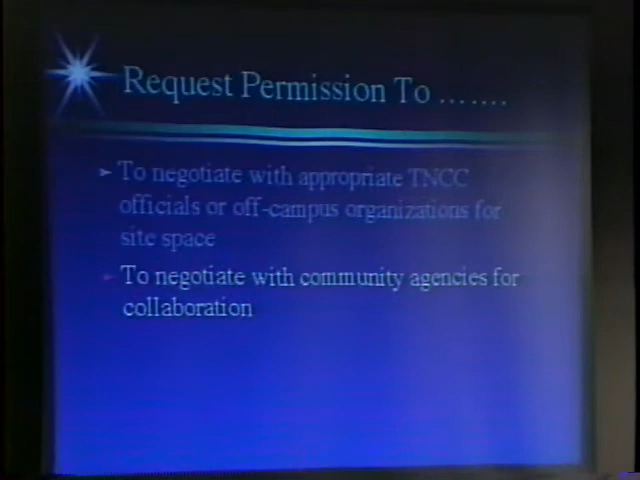 Request Permission To .......
To negotiate with appropriate TNCC
officials or off-campus organizations for
site space
To negotiate with community agencies for
collaboration